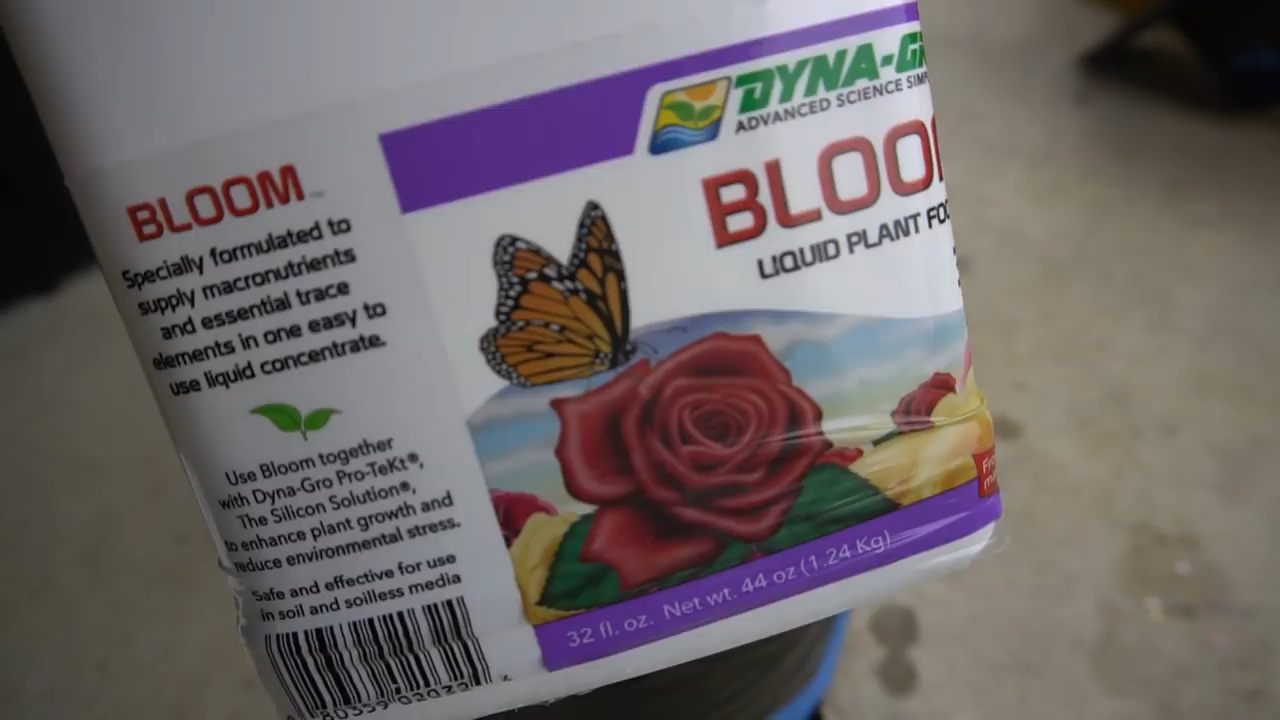 BLOOM
Specially formulated to
supply macronutrients
and essential trace
elements in one easy to
use liquid concentrate.
Use Bloom together
with Dyna-Gro Pro-TeKt®,
The Silicon Solution®,
to enhance plant growth and
reduce environmental stress.
Safe and effective for use
in soil and soilless media
DYNA-GR
ADVANCED SCIENCE SIMP
BLOOM
LIQUID PLANT FOO
32 fl. oz. Net wt. 44 oz (1.24 Kg)